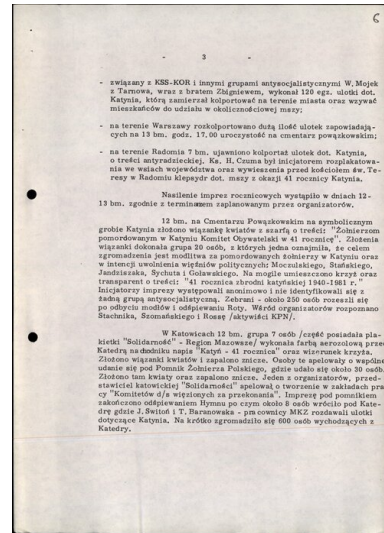 6
- 3
- związany z KSS-KOR i innymi grupami antysocjalistycznymi W. Mojek
z Tarnowa, wraz z bratem Zbigniewem, wykonał 120 egz. ulotki dot.
Katynia, którą zamierzał kolportować na terenie miasta oraz wzywać
mieszkańców do udziału w okolicznościowej mszy;
- na terenie Warszawy rozkolportowano dużą ilość ulotek zapowiadają-
cych na 13 bm. godz. 17,00 uroczystość na cmentarz powązkowskim;
- na terenie Radomia 7 bm. ujawniono kolportaż ulotek dot. Katynia,
o treści antyradzieckiej. Ks. H. Czuma był inicjatorem rozplakatowa-
nia we wsiach województwa oraz wywieszenia przed kościołem św. Te-
resy w Radomiu klepsydr dot. mszy z okazji 41 rocznicy Katynia.
Nasilenie imprez rocznicowych wystąpiło w dniach 12-
13 bm. zgodnie z terminem zaplanowanym przez organizatorów.
12 bm. na Cmentarzu Powązkowskim na symbolicznym
grobie Katynia złożono wiązankę kwiatów z szarfą o treści: "Żołnierzom
pomordowanym w Katyniu Komitet Obywatelski w 41 rocznicę". Złożenia
wiązanki dokonała grupa 20 osób, z których jedna oznajmiła, że celem
zgromadzenia jest modlitwa za pomordowanych żołnierzy w Katyniu oraz
w intencji uwolnienia więźniów politycznych: Moczulskiego, Stańskiego,
Jandziszaka, Sychuta i Goławskiego. Na mogile umieszczono krzyż oraz
transparent o treści: "41 rocznica zbrodni katyńskiej 1940-1981 r."
Inicjatorzy imprezy występowali anonimowo i nie identyfikowali się z
żadną grupą antysocjalistyczną. Zebrani - około 250 osób rozeszli się
po odbyciu modłów i odśpiewaniu Roty. Wśród organizatorów rozpoznano
Stachnika, Szomańskiego i Rossę /aktywiści KPN/.
W Katowicach 12 bm. grupa 7 osób /część posiadała pla-
kietki "Solidarność" - Region Mazowsze/ wykonała farbą aerozolową przed
Katedrą na chodniku napis "Katyń - 41 rocznica" oraz wizerunek krzyża.
Złożono wiązanki kwiatów i zapalono znicze. Osoby te apelowały o wspólne
udanie się pod Pomnik Żołnierza Polskiego, gdzie udało się około 30 osób.
Złożono tam kwiaty oraz zapalono znicze. Jeden z organizatorów, przed-
stawiciel katowickiej "Solidarności" apelował o tworzenie w zakładach pra
cy "Komitetów d/s więzionych za przekonania". Imprezę pod pomnikiem
zakończono odśpiewaniem Hymnu po czym około 8 osób wróciło pod Kate-
drę gdzie J. Switoń i T. Baranowska - pracownicy MKZ rozdawali ulotki
dotyczące Katynia. Na krótko zgromadziło się 600 osób wychodzących z
Katedry.